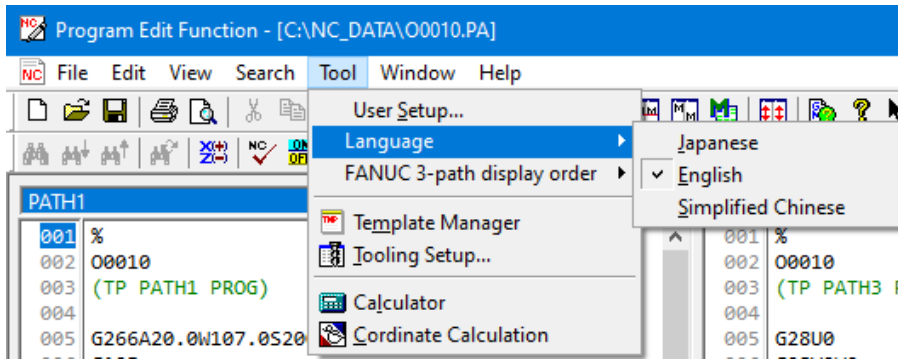 Program Edit Function - [C:\NC_DATA\O0010.PA]
NC File Edit View Search Tool Window Help
User Setup...
Language
FANUC 3-path display order
Template Manager
Tooling Setup...
Calculator
Cordinate Calculation
Japanese
English
Simplified Chinese
PATH1
001 %
002 O0010
003 (TP PATH1 PROG)
004
005 G266A20.0W107.0S20
001 %
002 O0010
003 (TP PATH3
004
005 G28U0